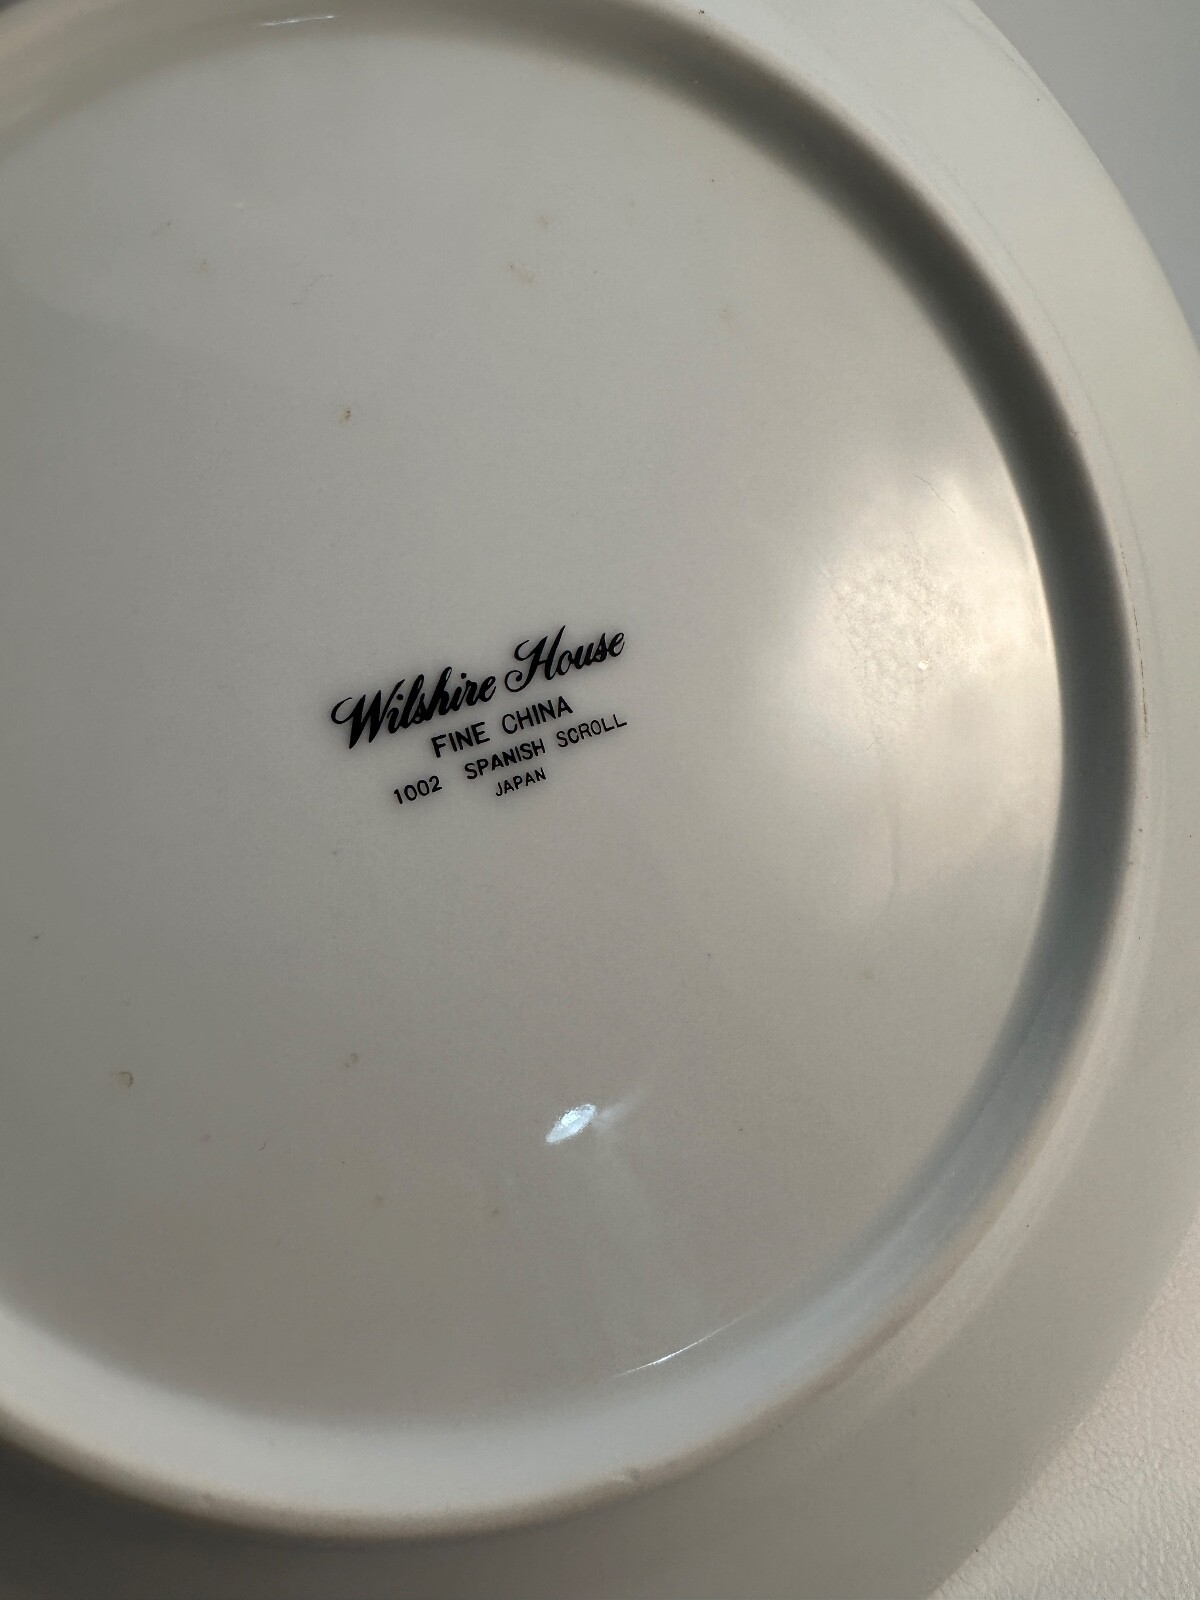 Wilshire House
FINE CHINA
1002 SPANISH SCROLL
JAPAN